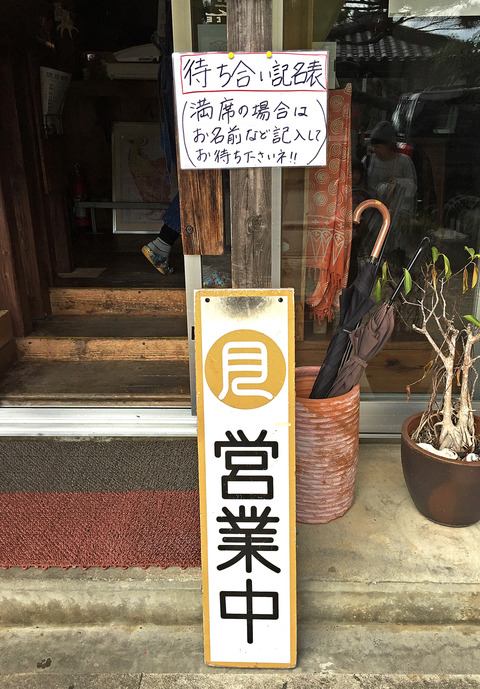 待ち合い記名表
(満席の場合は
お名前など記入して
お待ち下さいネ!!)
見
営業中